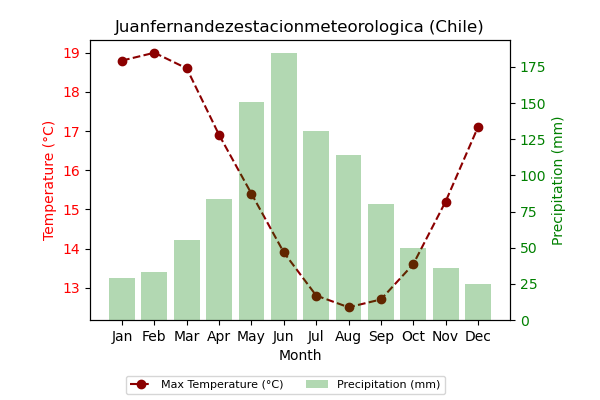 Juanfernandezestacionmeteorologica (Chile)
Temperature (°C)
19
18
17
16
15
14
13
175
150
125
100
75
50
25
0
Precipitation (mm)
Jan Feb Mar Apr May Jun Jul Aug Sep Oct Nov Dec
Month
Max Temperature (°C) Precipitation (mm)